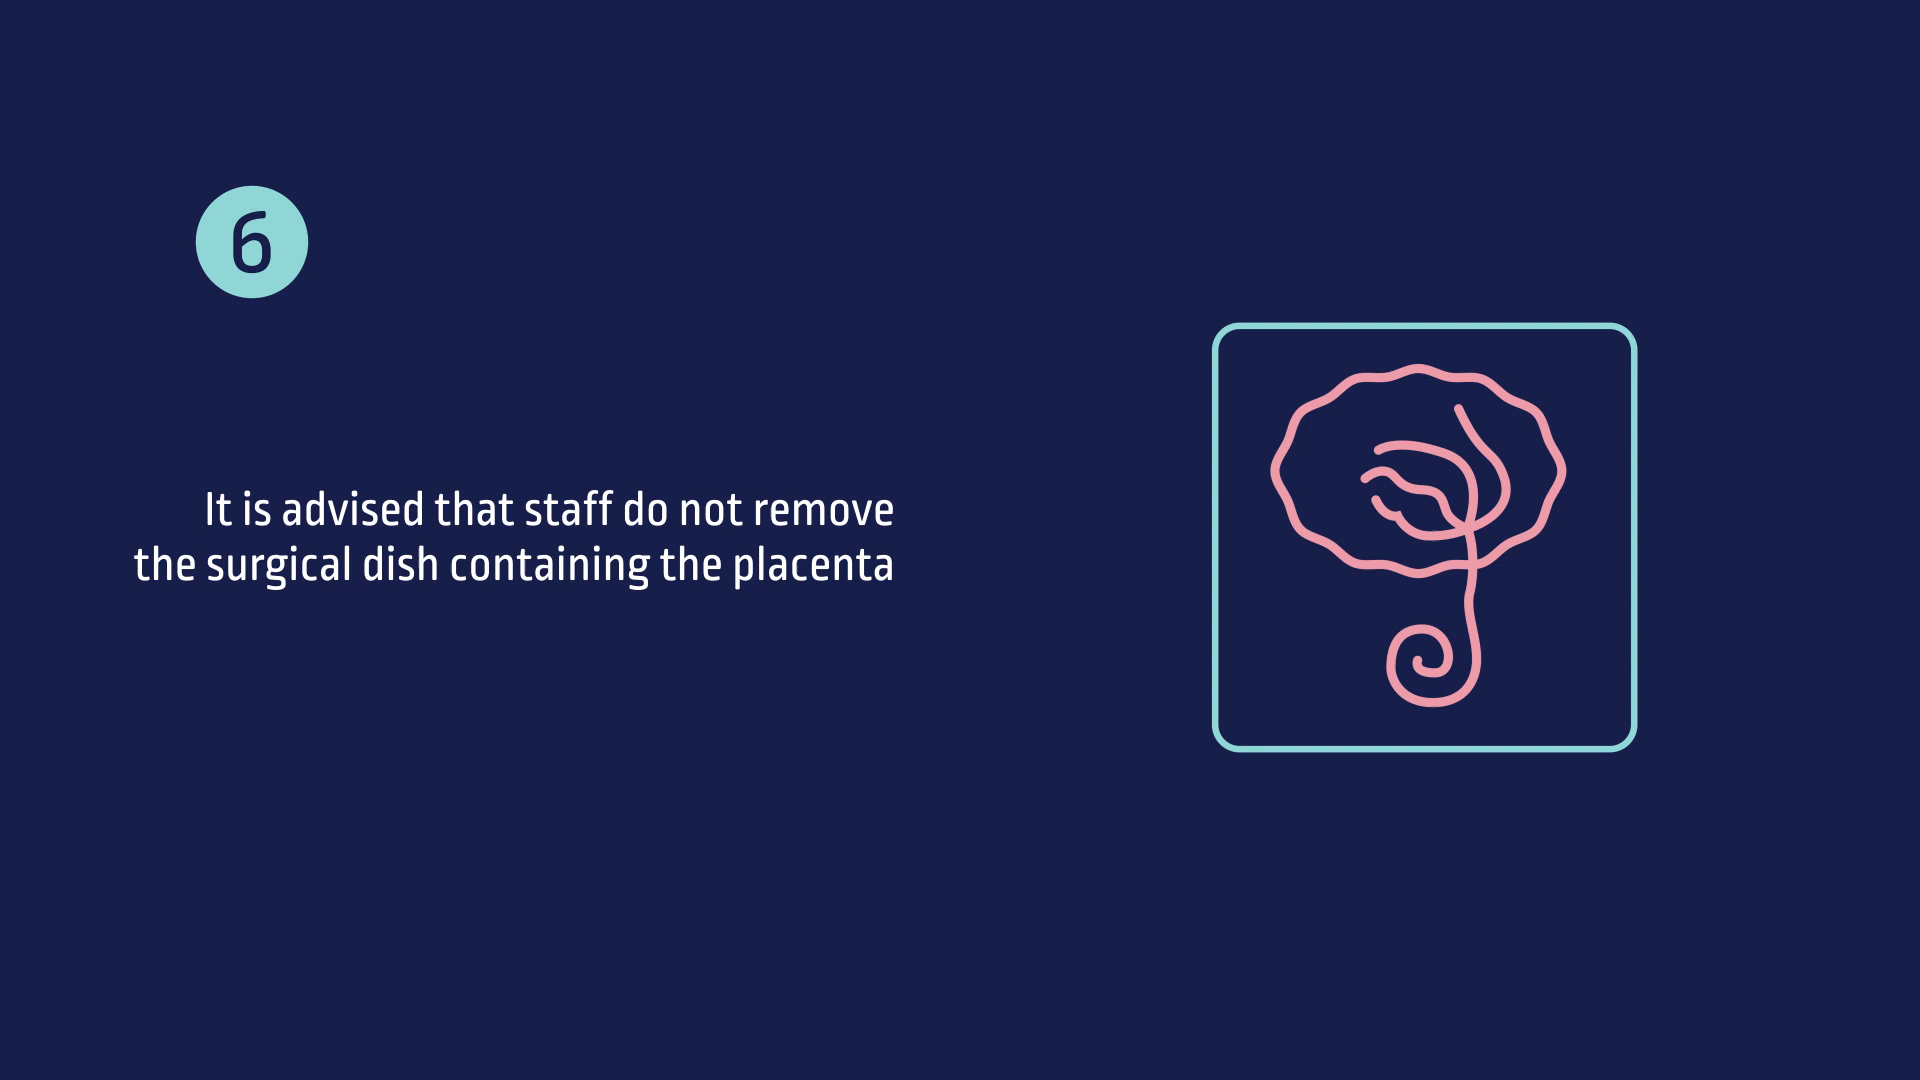 6
It is advised that staff do not remove
the surgical dish containing the placenta